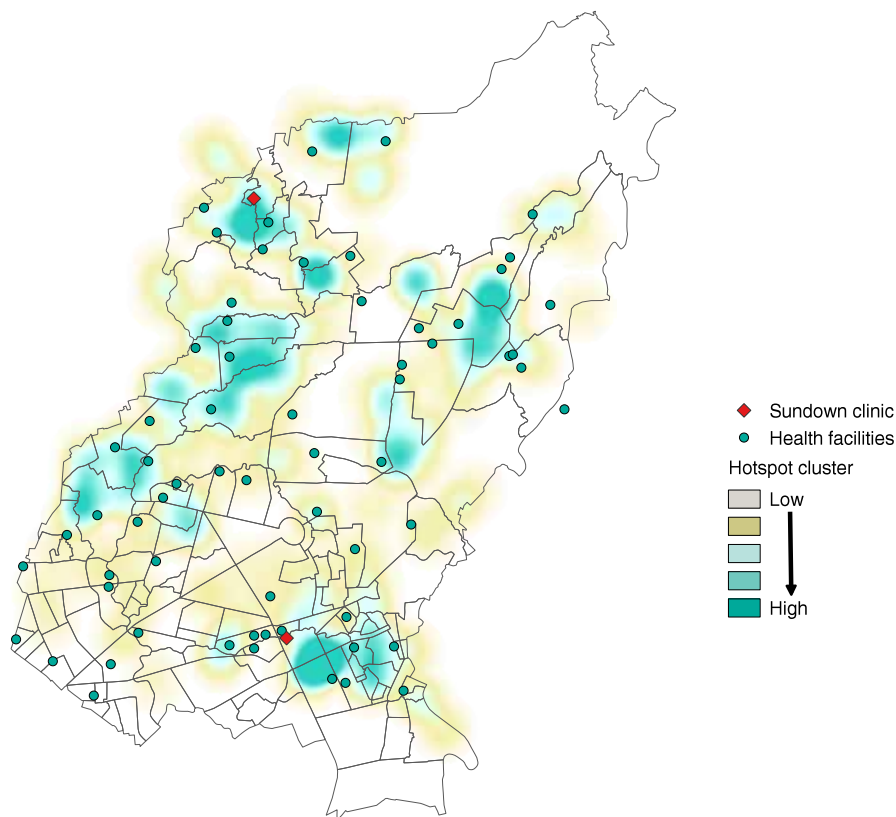 Sundown clinic
Health facilities
Hotspot cluster
Low
High